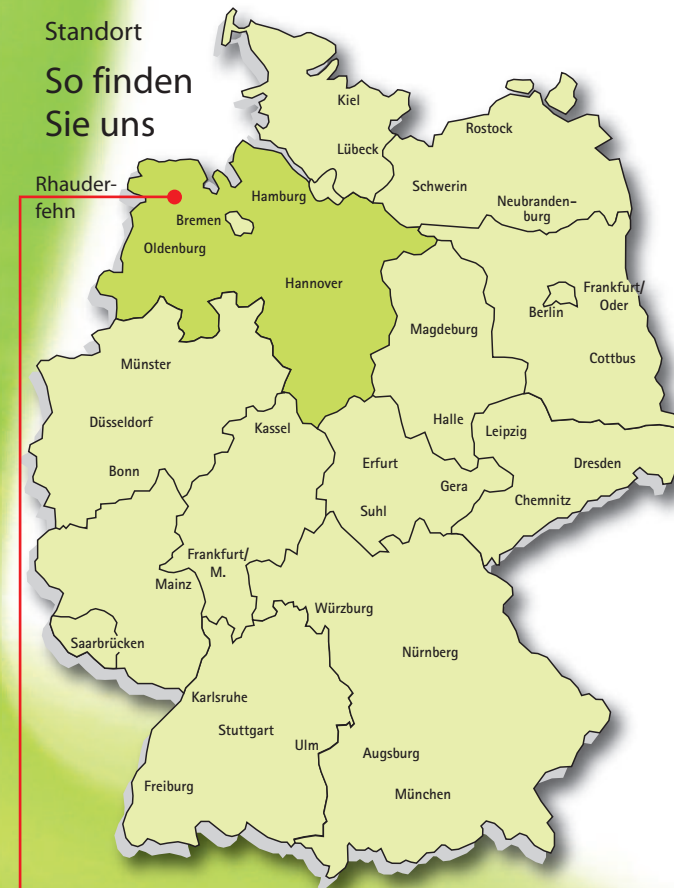 Standort
So finden
Sie uns
Kiel
Rostock
Lübeck
Rhauder-
fehn
Schwerin
Hamburg
Neubranden-
burg
Bremen
Oldenburg
Hannover
Frankfurt/
Oder
Berlin
Magdeburg
Cottbus
Münster
Düsseldorf
Kassel
Halle
Leipzig
Bonn
Erfurt
Dresden
Gera
Chemnitz
Suhl
Frankfurt/
M.
Mainz
Würzburg
Saarbrücken
Nürnberg
Karlsruhe
Stuttgart
Ulm
Augsburg
Freiburg
München